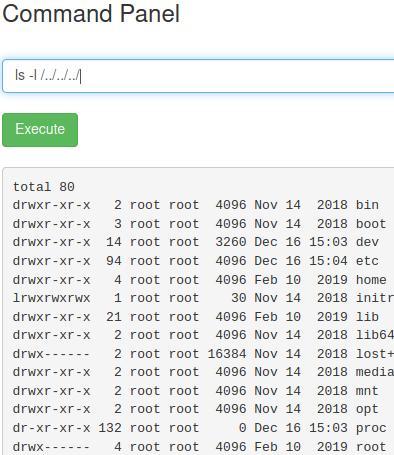 Command Panel
ls -l /../../../
Execute
total 80
drwxr-xr-x   2 root root  4096 Nov 14  2018 bin
drwxr-xr-x   3 root root  4096 Nov 14  2018 boot
drwxr-xr-x  14 root root  3260 Dec 16 15:03 dev
drwxr-xr-x  94 root root  4096 Dec 16 15:04 etc
drwxr-xr-x   4 root root  4096 Feb 10  2019 home
lrwxrwxrwx   1 root root    30 Nov 14  2018 initr
drwxr-xr-x  21 root root  4096 Feb 10  2019 lib
drwxr-xr-x   2 root root  4096 Nov 14  2018 lib64
drwx------   2 root root 16384 Nov 14  2018 lost+
drwxr-xr-x   2 root root  4096 Nov 14  2018 media
drwxr-xr-x   2 root root  4096 Nov 14  2018 mnt
drwxr-xr-x   2 root root  4096 Nov 14  2018 opt
dr-xr-xr-x 132 root root     0 Dec 16 15:03 proc
drwx------   4 root root  4096 Feb 10  2019 root